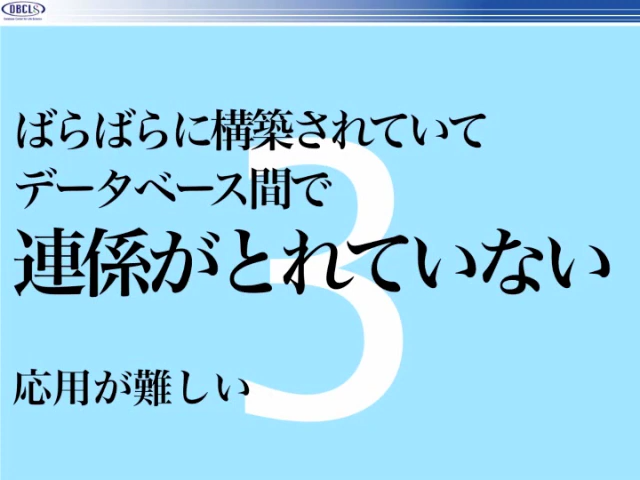 DBCLS
ばらばらに構築されていて
データベース間で
連係がとれていない
3
応用が難しい